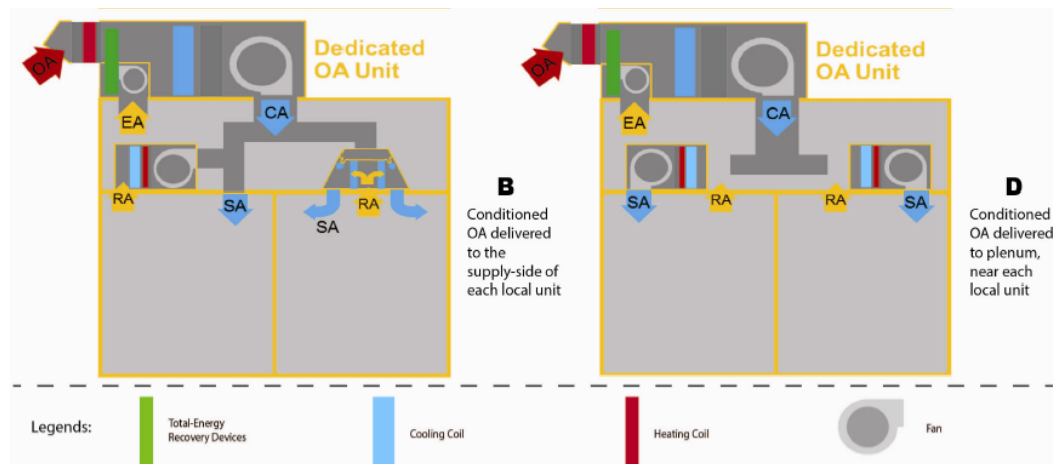 OA
Dedicated
OA Unit
EA
CA
RA
SA
SA
RA
B
Conditioned
OA delivered
to the
supply-side of
each local unit
OA
Dedicated
OA Unit
EA
CA
SA
RA
RA
SA
D
Conditioned
OA delivered
to plenum,
near each
local unit
Legends:
Total-Energy
Recovery Devices
Cooling Coil
Heating Coil
Fan